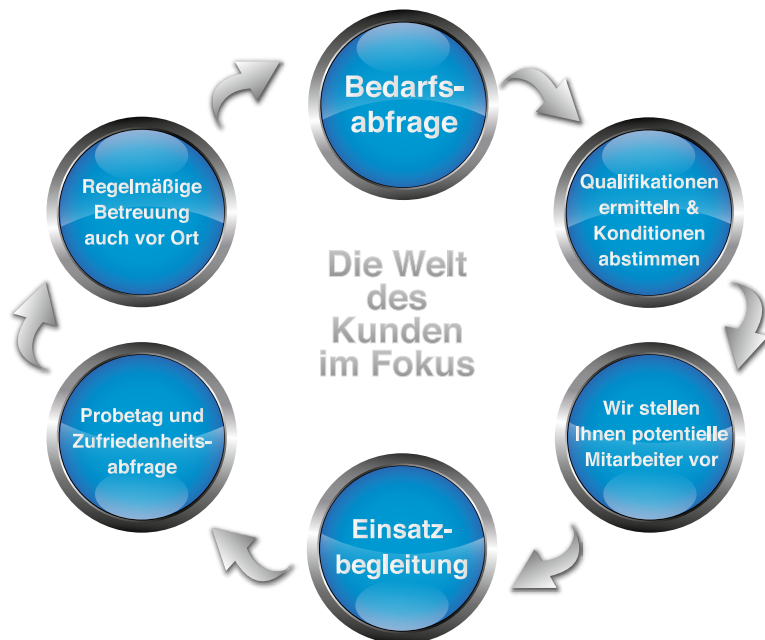 Bedarfs-
abfrage
Qualifikationen
ermitteln &
Konditionen
abstimmen
Wir stellen
Ihnen potentielle
Mitarbeiter vor
Einsatz-
begleitung
Probetag und
Zufriedenheits-
abfrage
Regelmäßige
Betreuung
auch vor Ort
Die Welt
des
Kunden
im Fokus